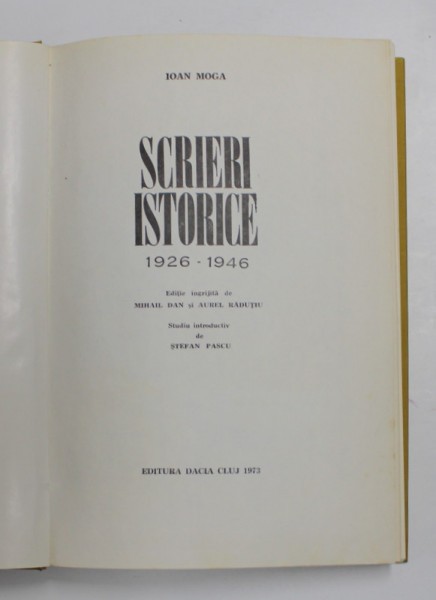 IOAN MOGA
SCRIERI
ISTORICE
1926 - 1946
Ediție îngrijită de
MIHAIL DAN și AUREL RĂDUȚIU
Studiu introductiv
de
ȘTEFAN PASCU
EDITURA DACIA CLUJ 1973